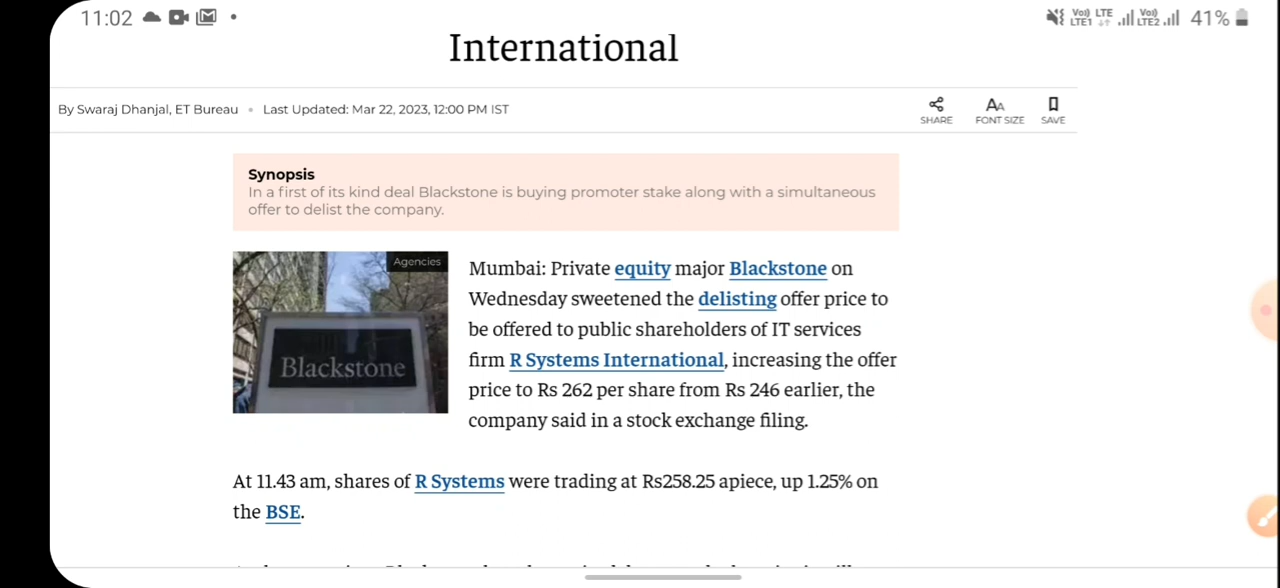 11:02
Vo)) LTE Vo))
LTE1 LTE2 41%
International
By Swaraj Dhanjal, ET Bureau • Last Updated: Mar 22, 2023, 12:00 PM IST
SHARE FONT SIZE SAVE
Synopsis
In a first of its kind deal Blackstone is buying promoter stake along with a simultaneous
offer to delist the company.
Agencies
Blackstone
Mumbai: Private equity major Blackstone on
Wednesday sweetened the delisting offer price to
be offered to public shareholders of IT services
firm R Systems International, increasing the offer
price to Rs 262 per share from Rs 246 earlier, the
company said in a stock exchange filing.
At 11.43 am, shares of R Systems were trading at Rs258.25 apiece, up 1.25% on
the BSE.